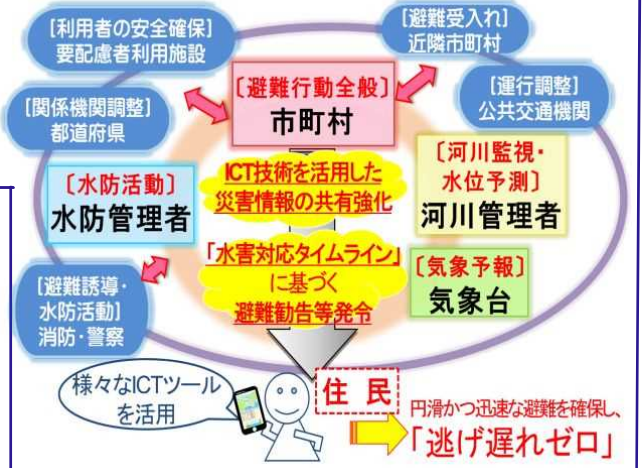 ［利用者の安全確保］
要配慮者利用施設
［避難受入れ］
近隣市町村
［関係機関調整］
都道府県
〔避難行動全般〕
市町村
［運行調整］
公共交通機関
〔水防活動〕
水防管理者
ICT技術を活用した
災害情報の共有強化
〔河川監視・
水位予測〕
河川管理者
「水害対応タイムライン」
に基づく
避難勧告等発令
〔気象予報〕
気象台
［避難誘導・
水防活動］
消防・警察
様々なICTツール
を活用
住民
円滑かつ迅速な避難を確保し、
「逃げ遅れゼロ」